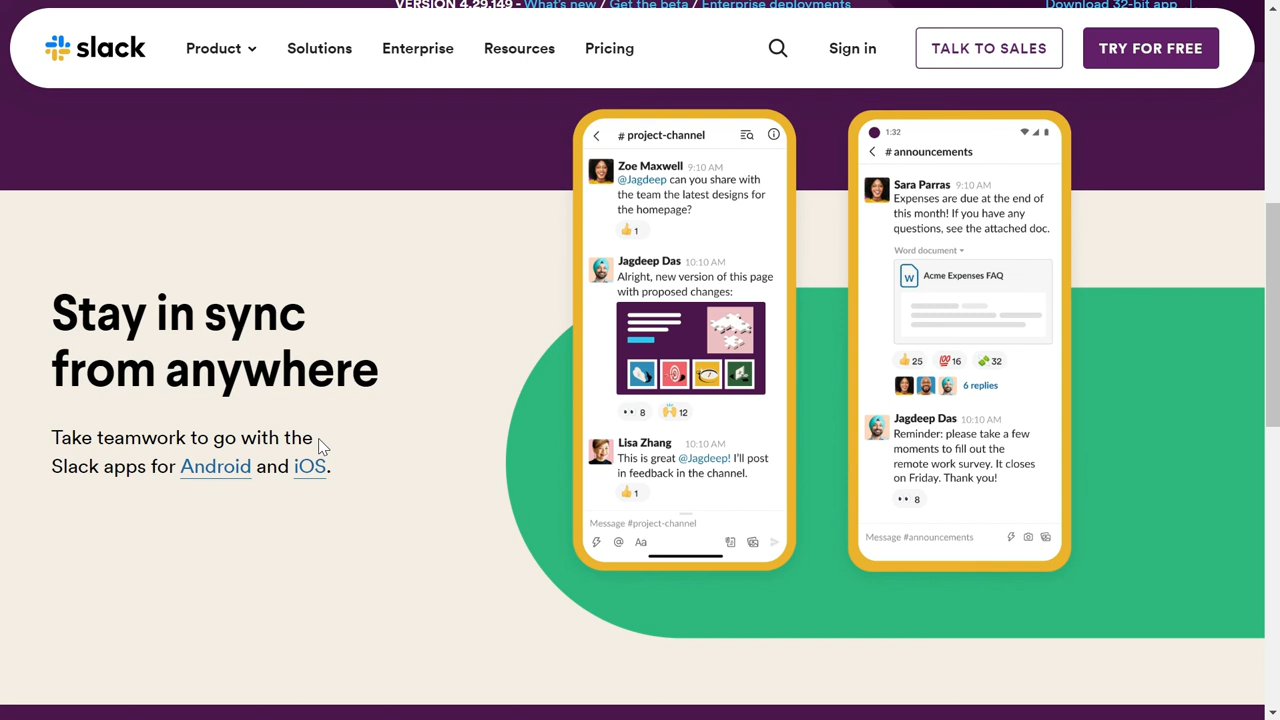 VERSION 4.29.149 - What's new / Get the beta / Enterprise deployments
Download 32-bit app
slack
Product
Solutions
Enterprise
Resources
Pricing
Sign in
TALK TO SALES
TRY FOR FREE
Stay in sync
from anywhere
Take teamwork to go with the
Slack apps for Android and iOS.
# project-channel
Zoe Maxwell 9:10 AM
@Jagdeep can you share with
the team the latest designs for
the homepage?
1
Jagdeep Das 10:10 AM
Alright, new version of this page
with proposed changes:
8
12
Lisa Zhang 10:10 AM
This is great @Jagdeep! I'll post
in feedback in the channel.
1
Message #project-channel
@ Aa
1:32
# announcements
Sara Parras 9:10 AM
Expenses are due at the end of
this month! If you have any
questions, see the attached doc.
Word document
W Acme Expenses FAQ
25
100 16
32
6 replies
Jagdeep Das 10:10 AM
Reminder: please take a few
moments to fill out the
remote work survey. It closes
on Friday. Thank you!
8
Message #announcements